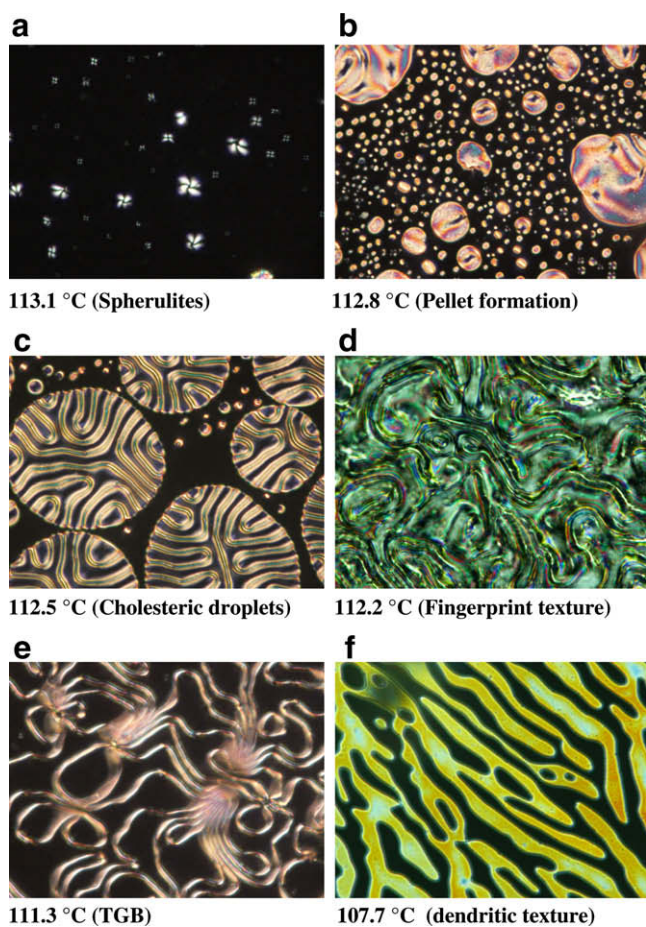 a b
113.1 °C (Spherulites) 112.8 °C (Pellet formation)
c d
112.5 °C (Cholesteric droplets) 112.2 °C (Fingerprint texture)
e f
111.3 °C (TGB) 107.7 °C (dendritic texture)